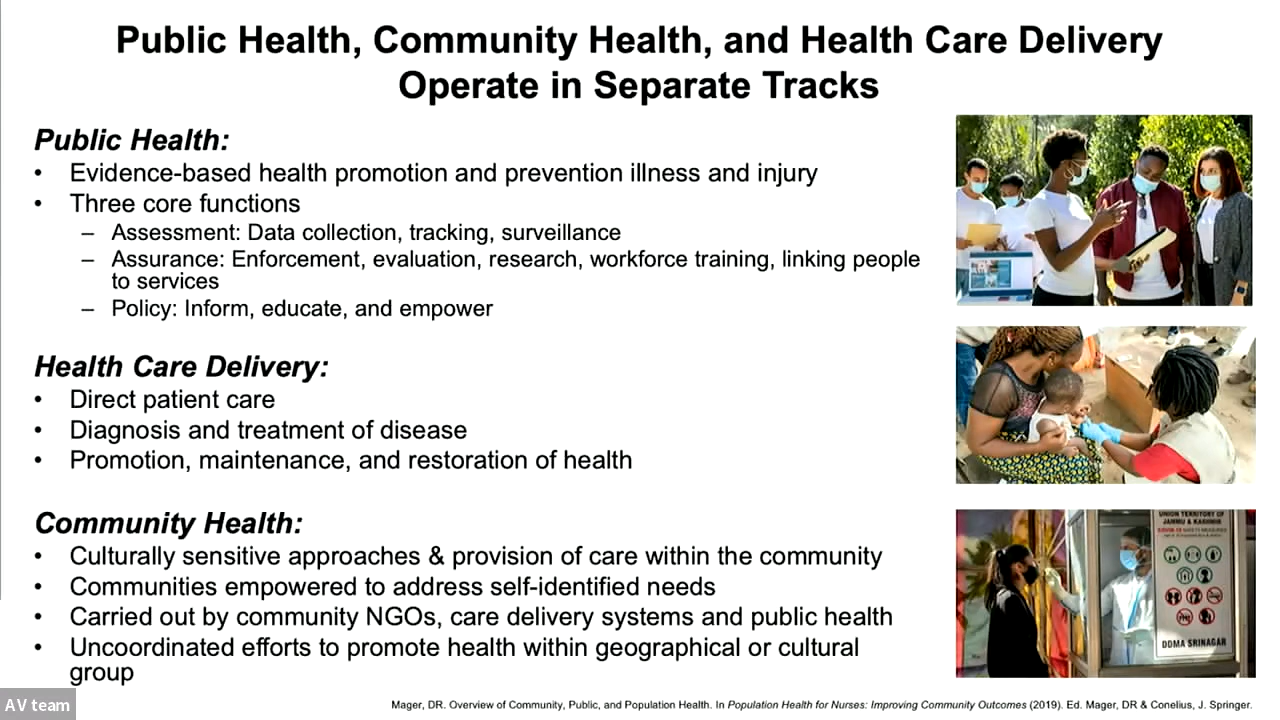 Public Health, Community Health, and Health Care Delivery
Operate in Separate Tracks
Public Health:
• Evidence-based health promotion and prevention illness and injury
• Three core functions
– Assessment: Data collection, tracking, surveillance
– Assurance: Enforcement, evaluation, research, workforce training, linking people
to services
– Policy: Inform, educate, and empower
Health Care Delivery:
• Direct patient care
• Diagnosis and treatment of disease
• Promotion, maintenance, and restoration of health
Community Health:
• Culturally sensitive approaches & provision of care within the community
• Communities empowered to address self-identified needs
• Carried out by community NGOs, care delivery systems and public health
• Uncoordinated efforts to promote health within geographical or cultural
group
UNION TERRITORY OF
JAMMU & KASHMIR
COVID-19 SAFETY MEASURES
DDMA SRINAGAR
AV team
Mager, DR. Overview of Community, Public, and Population Health. In Population Health for Nurses: Improving Community Outcomes (2019). Ed. Mager, DR & Conelius, J. Springer.